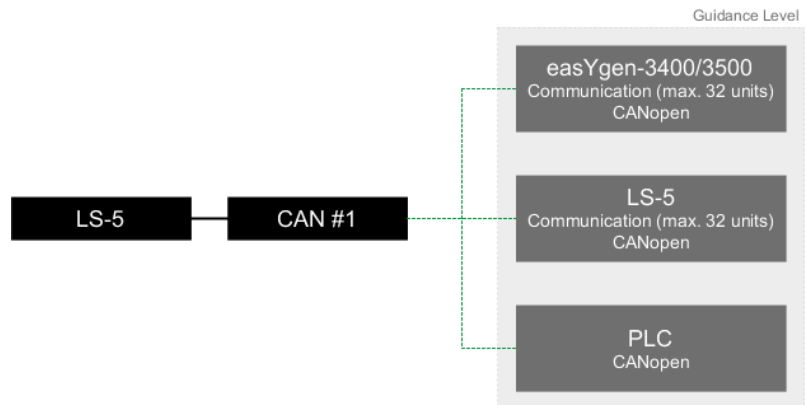 Guidance Level
easYgen-3400/3500
Communication (max. 32 units)
CANopen
LS-5
CAN #1
LS-5
Communication (max. 32 units)
CANopen
PLC
CANopen